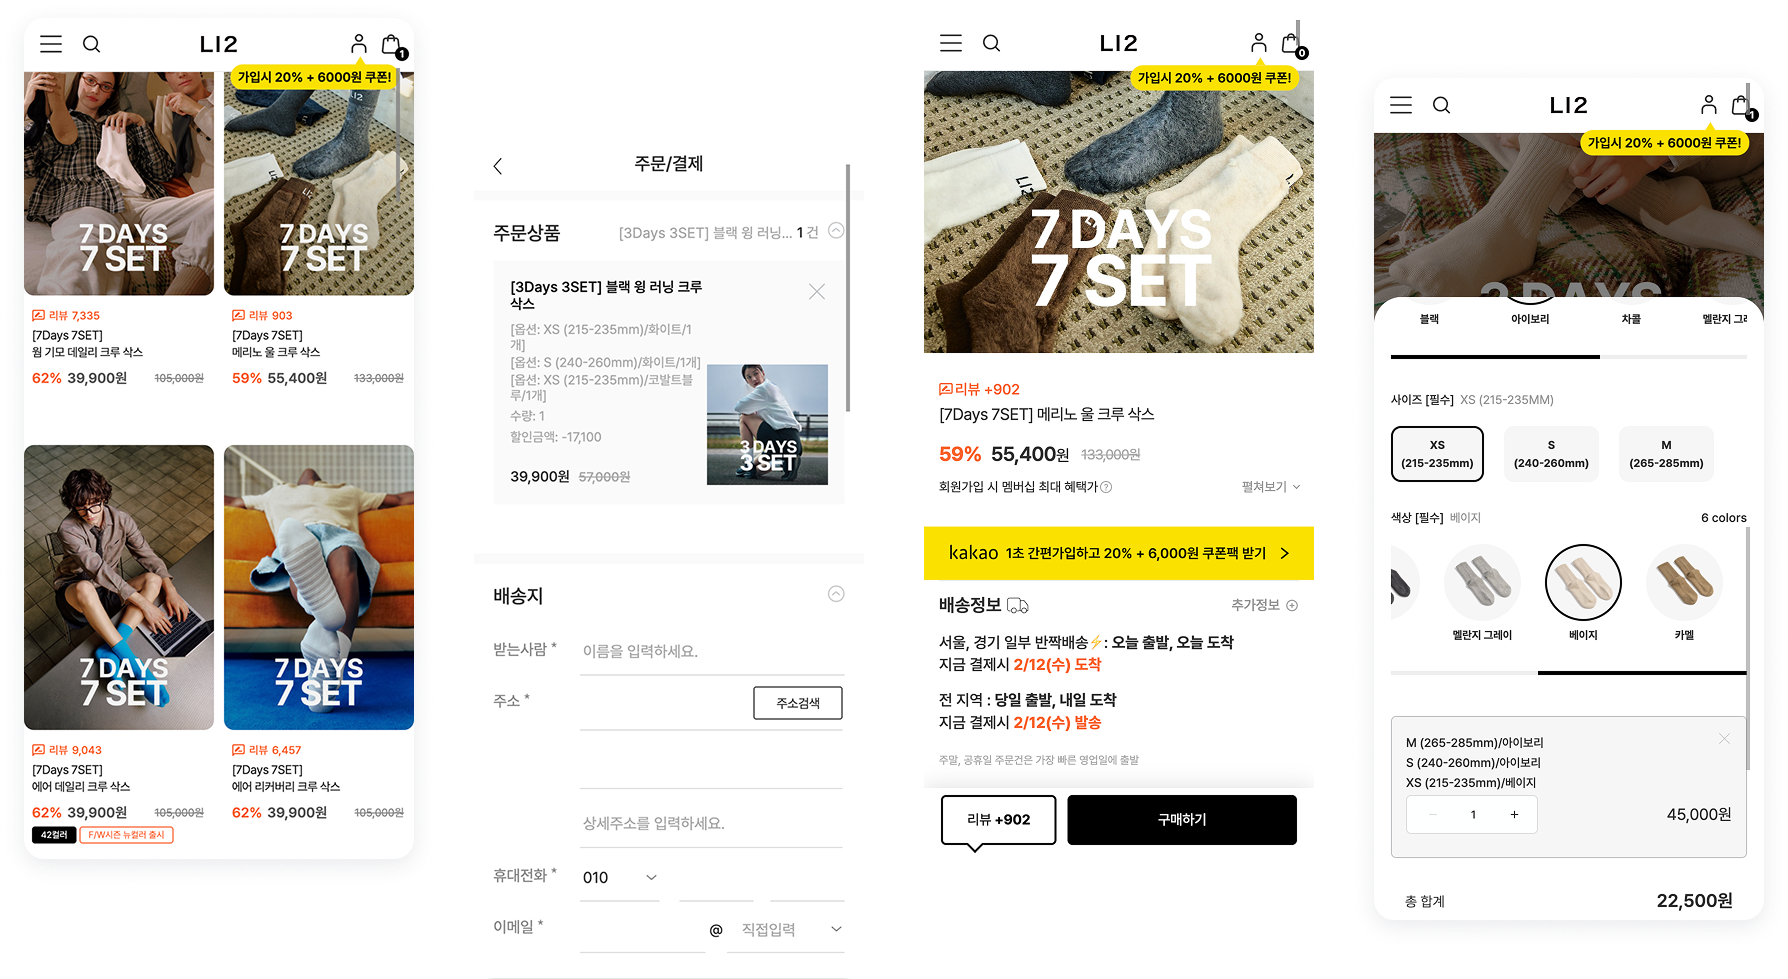 LI2
1
가입시 20% + 6000원 쿠폰!
7 DAYS
7 SET
LI2
LI2
7 DAYS
7 SET
리뷰 7,335
[7Days 7SET]
웜 기모 데일리 크루 삭스
62% 39,900원 105,000원
리뷰 903
[7Days 7SET]
메리노 울 크루 삭스
59% 55,400원 133,000원
7 DAYS
7 SET
7 DAYS
7 SET
리뷰 9,043
[7Days 7SET]
에어 데일리 크루 삭스
62% 39,900원 105,000원
42컬러 F/W시즌 뉴컬러 출시
리뷰 6,457
[7Days 7SET]
에어 리커버리 크루 삭스
62% 39,900원 105,000원
주문/결제
주문상품 [3Days 3SET] 블랙 윙 러닝... 1 건
[3Days 3SET] 블랙 윙 러닝 크루
삭스
[옵션: XS (215-235mm)/화이트/1
개]
[옵션: S (240-260mm)/화이트/1개]
[옵션: XS (215-235mm)/코발트블
루/1개]
수량: 1
할인금액: -17,100
39,900원 57,000원
3 DAYS
3 SET
배송지
받는사람 * 이름을 입력하세요.
주소 * 주소검색
상세주소를 입력하세요.
휴대전화 * 010
이메일 * @ 직접입력
LI2
0
가입시 20% + 6000원 쿠폰!
LI2
7 DAYS
7 SET
리뷰 +902
[7Days 7SET] 메리노 울 크루 삭스
59% 55,400원 133,000원
회원가입 시 멤버십 최대 혜택가 ? 펼쳐보기
kakao 1초 간편가입하고 20% + 6,000원 쿠폰팩 받기
배송정보 추가정보
서울, 경기 일부 반짝배송⚡: 오늘 출발, 오늘 도착
지금 결제시 2/12(수) 도착
전 지역 : 당일 출발, 내일 도착
지금 결제시 2/12(수) 발송
주말, 공휴일 주문건은 가장 빠른 영업일에 출발
리뷰 +902 구매하기
LI2
1
가입시 20% + 6000원 쿠폰!
3 DAYS
블랙 아이보리 차콜 멜란지 그레
사이즈 [필수] XS (215-235MM)
XS
(215-235mm)
S
(240-260mm)
M
(265-285mm)
색상 [필수] 베이지 6 colors
멜란지 그레이 베이지 카멜
M (265-285mm)/아이보리
S (240-260mm)/아이보리
XS (215-235mm)/베이지
− 1 + 45,000원
총 합계 22,500원